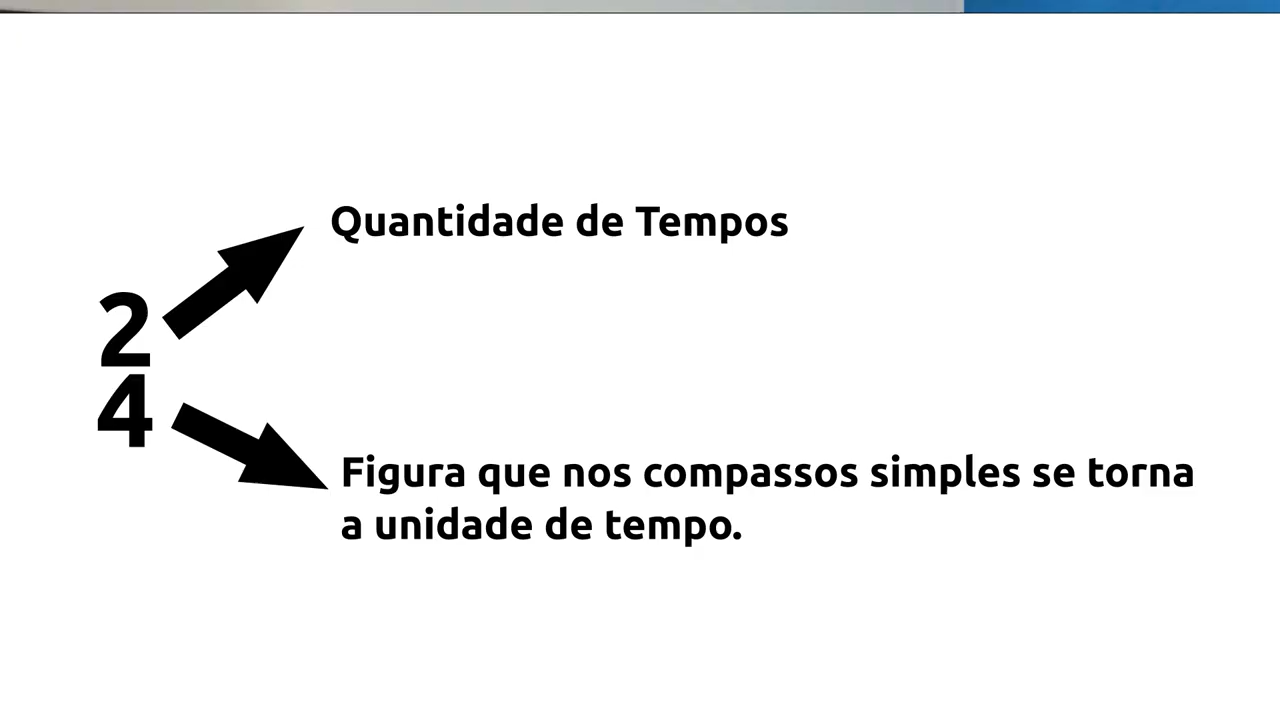 Quantidade de Tempos
2
4
Figura que nos compassos simples se torna
a unidade de tempo.